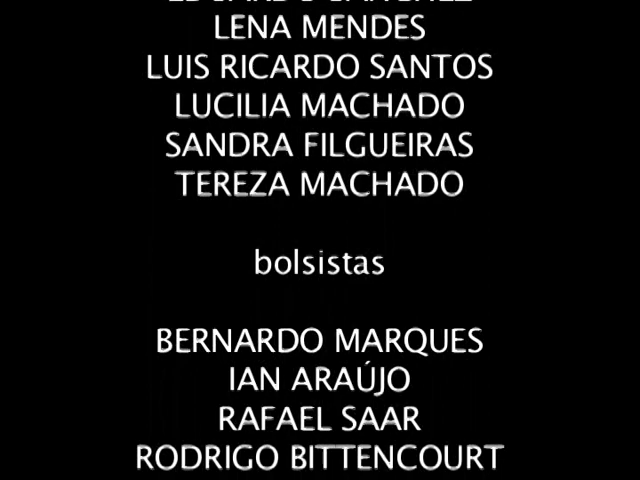 LENA MENDES
LUIS RICARDO SANTOS
LUCILIA MACHADO
SANDRA FILGUEIRAS
TEREZA MACHADO
bolsistas
BERNARDO MARQUES
IAN ARAÚJO
RAFAEL SAAR
RODRIGO BITTENCOURT